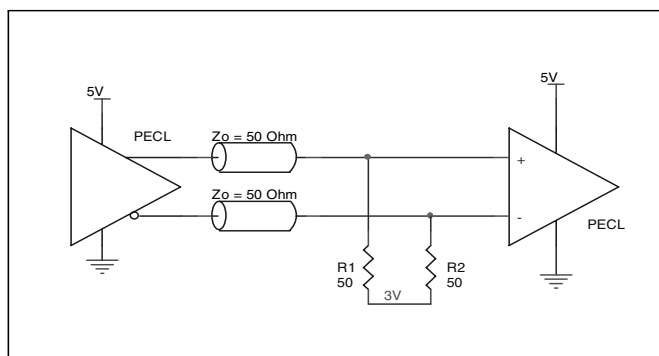 5V
5V
PECL
Zo = 50 Ohm
+
Zo = 50 Ohm
-
PECL
R1
50
R2
50
3V